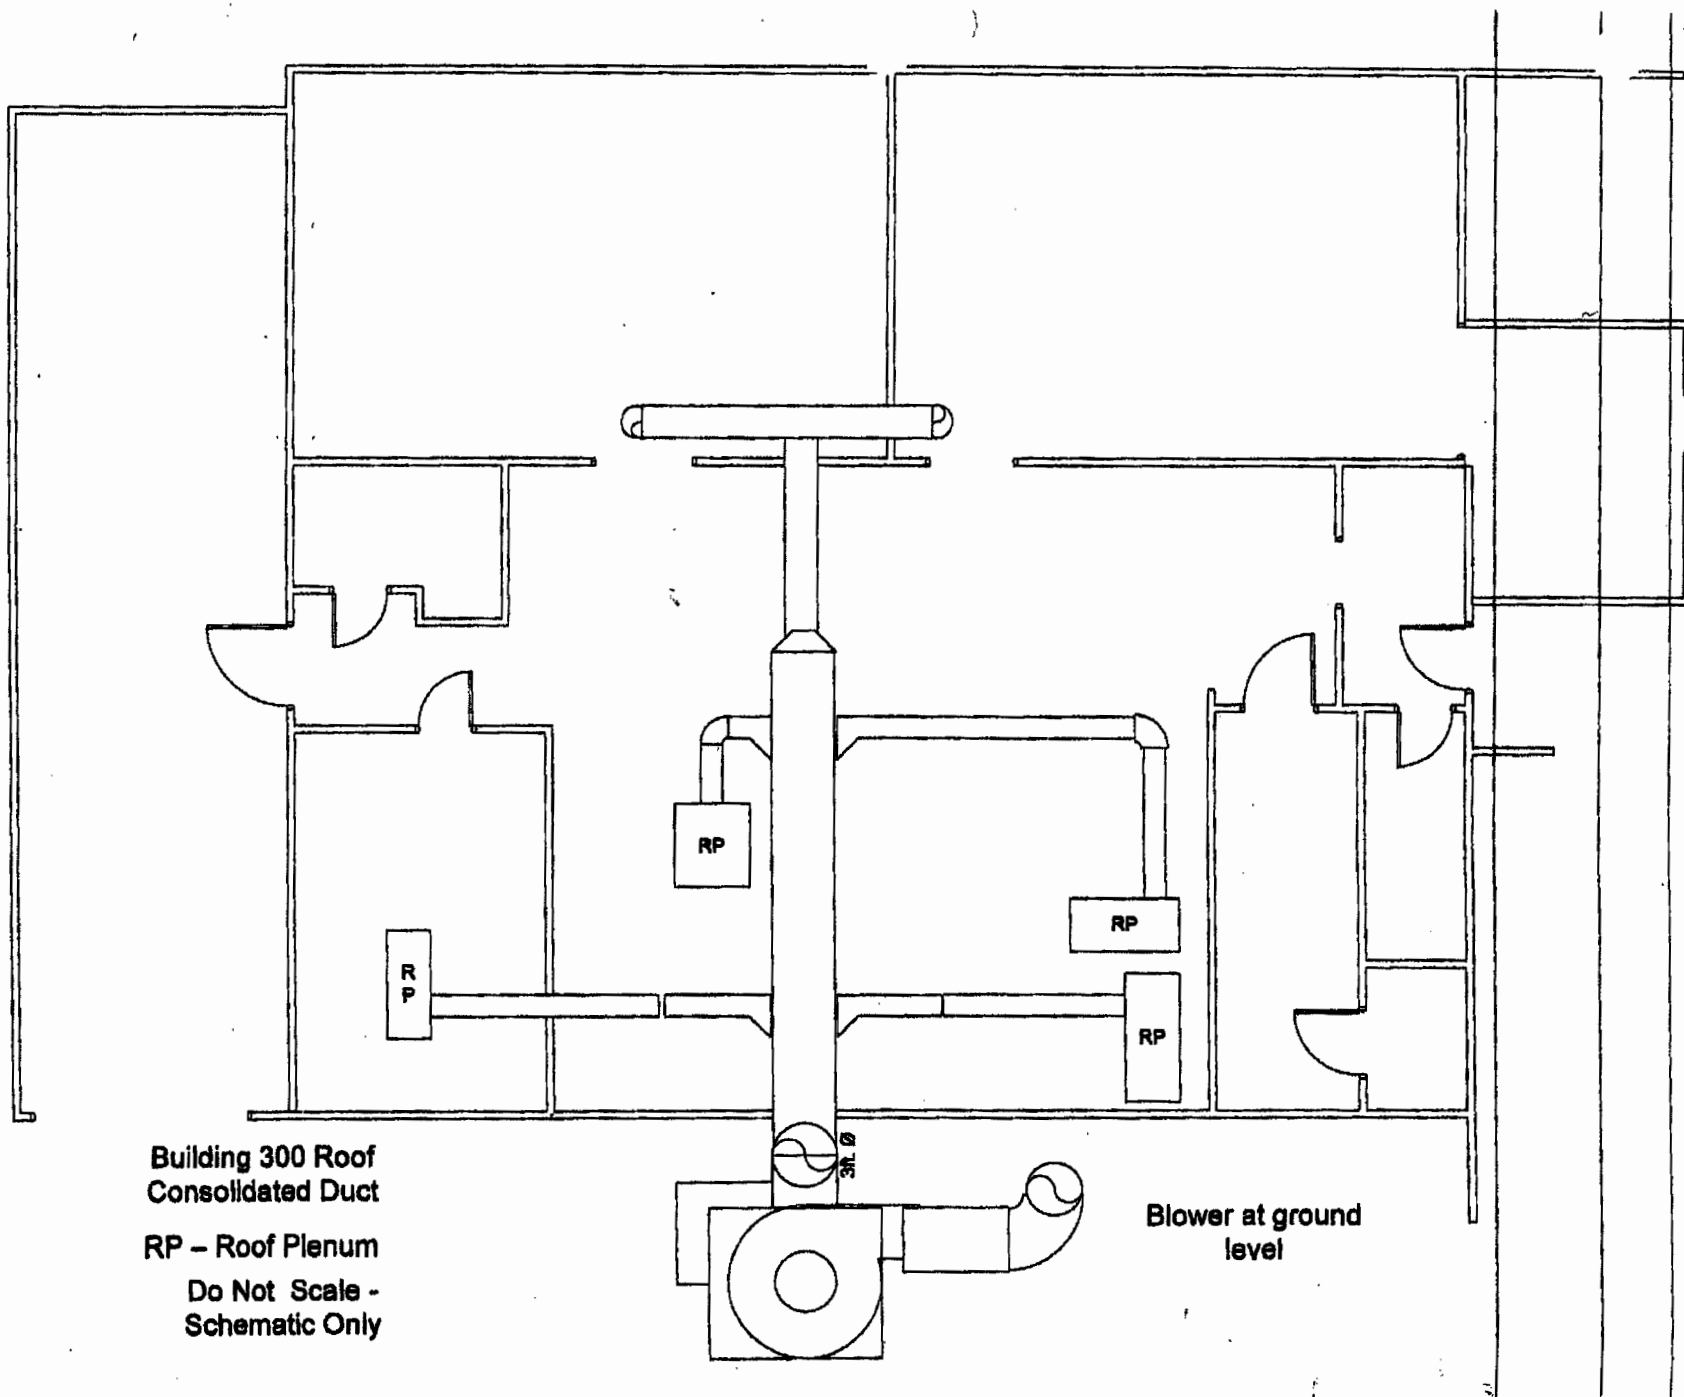 RP
RP
R
P
RP
3ft. Ø
Building 300 Roof
Consolidated Duct
RP – Roof Plenum
Do Not Scale -
Schematic Only
Blower at ground
level